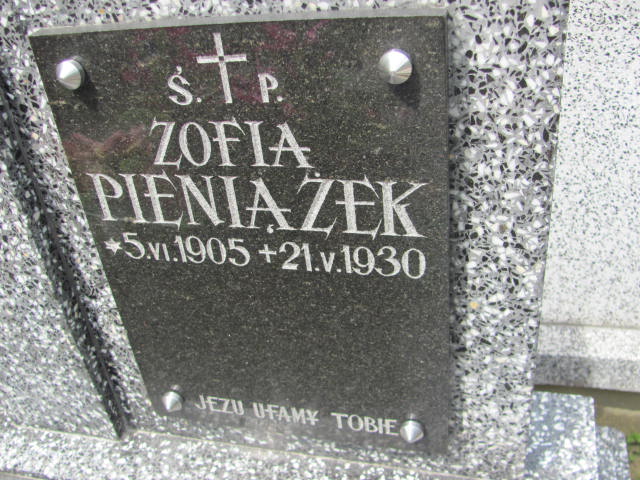 Ś. P.
ZOFIA
PIENIĄŻEK
*5.VI.1905 +21.V.1930
JEZU UFAMY TOBIE